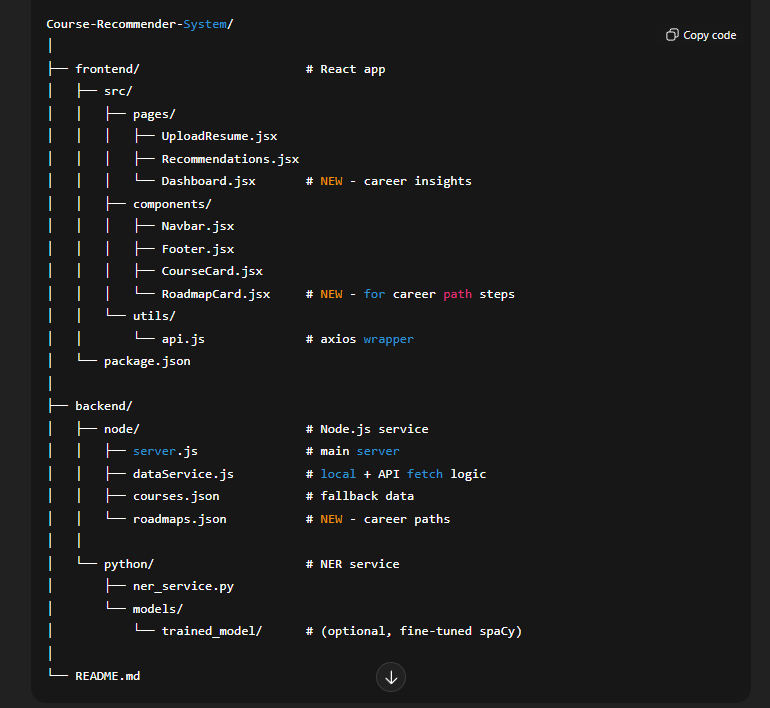 Course-Recommender-System/
Copy code
│
├── frontend/ # React app
│   ├── src/
│   │   ├── pages/
│   │   │   ├── UploadResume.jsx
│   │   │   ├── Recommendations.jsx
│   │   │   └── Dashboard.jsx # NEW - career insights
│   │   ├── components/
│   │   │   ├── Navbar.jsx
│   │   │   ├── Footer.jsx
│   │   │   ├── CourseCard.jsx
│   │   │   └── RoadmapCard.jsx # NEW - for career path steps
│   │   └── utils/
│   │       └── api.js # axios wrapper
│   └── package.json
│
├── backend/
│   ├── node/ # Node.js service
│   │   ├── server.js # main server
│   │   ├── dataService.js # local + API fetch logic
│   │   ├── courses.json # fallback data
│   │   └── roadmaps.json # NEW - career paths
│   │
│   └── python/ # NER service
│       ├── ner_service.py
│       └── models/
│           └── trained_model/ # (optional, fine-tuned spaCy)
│
└── README.md